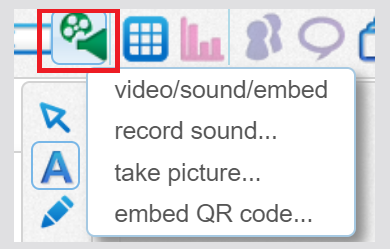 video/sound/embed
record sound...
take picture...
A
embed QR code...